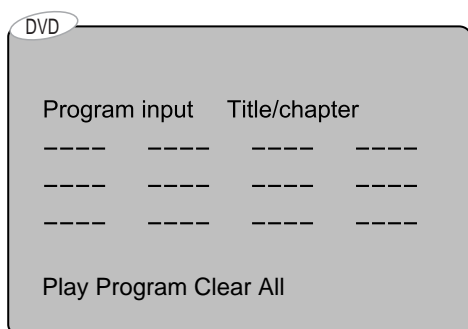 DVD
Program input Title/chapter
---- ---- ---- ----
---- ---- ---- ----
---- ---- ---- ----
Play Program Clear All